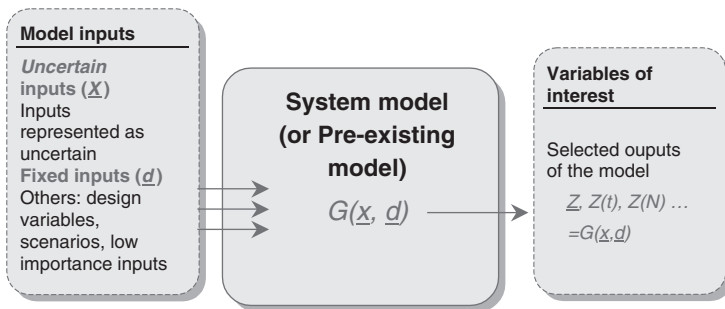 Model inputs
Uncertain
inputs (X)
Inputs
represented as
uncertain
Fixed inputs (d)
Others: design
variables,
scenarios, low
importance inputs
System model
(or Pre-existing
model)
G(x, d)
Variables of
interest
Selected ouputs
of the model
Z, Z(t), Z(N) ...
=G(x,d)